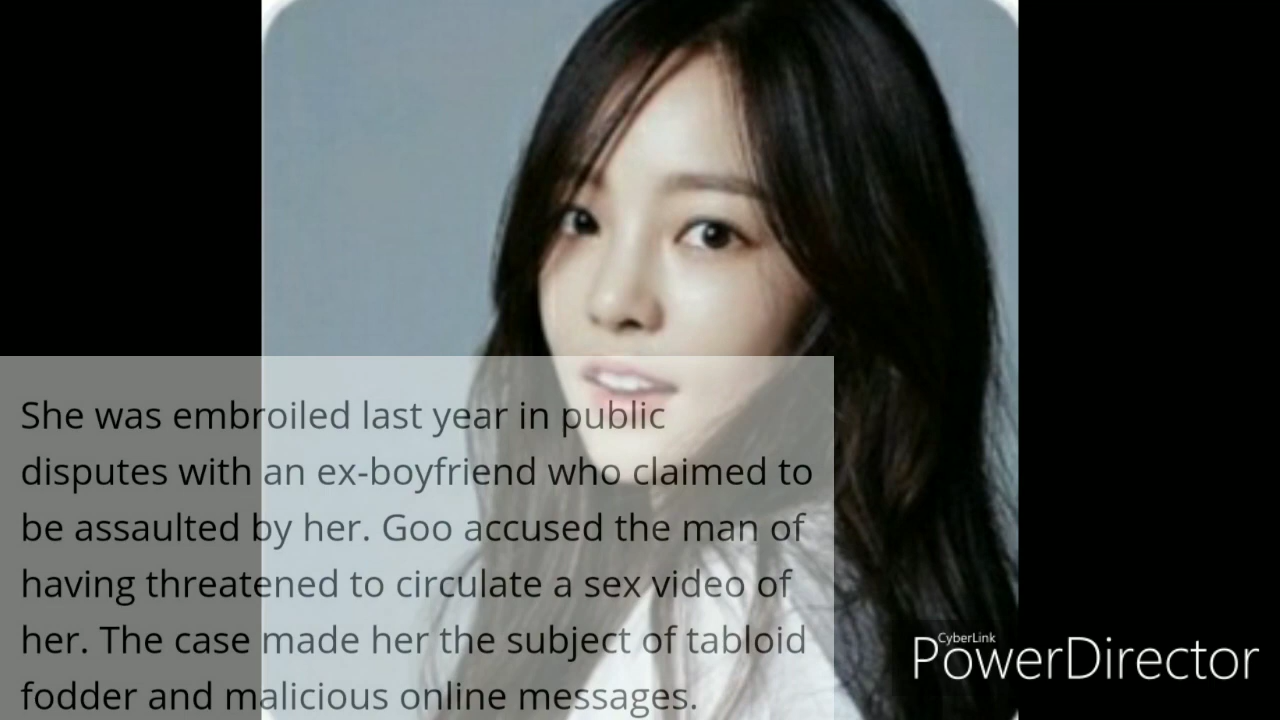 She was embroiled last year in public
disputes with an ex-boyfriend who claimed to
be assaulted by her. Goo accused the man of
having threatened to circulate a sex video of
her. The case made her the subject of tabloid
fodder and malicious online messages.
CyberLink
PowerDirector